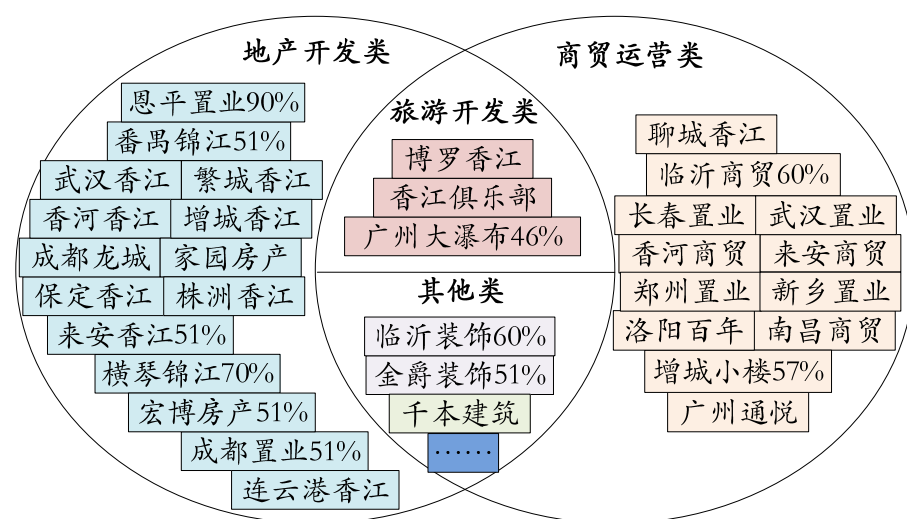 地产开发类
恩平置业90%
番禺锦江51%
武汉香江 繁城香江
香河香江 增城香江
成都龙城 家园房产
保定香江 株洲香江
来安香江51%
横琴锦江70%
宏博房产51%
成都置业51%
连云港香江
旅游开发类
博罗香江
香江俱乐部
广州大瀑布46%
其他类
临沂装饰60%
金爵装饰51%
千本建筑
……
商贸运营类
聊城香江
临沂商贸60%
长春置业 武汉置业
香河商贸 来安商贸
郑州置业 新乡置业
洛阳百年 南昌商贸
增城小楼57%
广州通悦